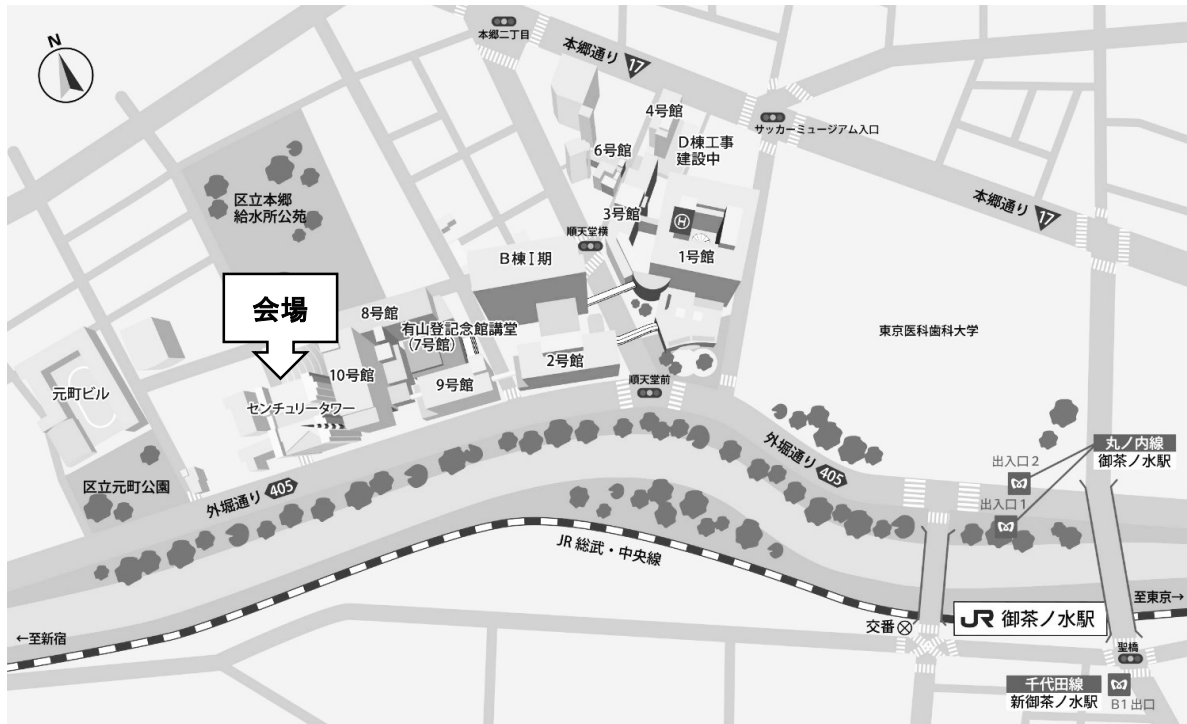 N
本郷二丁目
本郷通り 17
サッカーミュージアム入口
4号館
D棟工事
建設中
6号館
3号館
H
順天堂横
1号館
本郷通り 17
区立本郷
給水所公苑
B棟Ⅰ期
会場
8号館
有山登記念館講堂
(7号館)
2号館
東京医科歯科大学
元町ビル
10号館
9号館
順天堂前
センチュリータワー
区立元町公園
外堀通り 405
外堀通り 405
丸ノ内線
御茶ノ水駅
出入口2
出入口1
JR 総武・中央線
至東京→
←至新宿
交番
JR 御茶ノ水駅
聖橋
千代田線
新御茶ノ水駅
B1出口